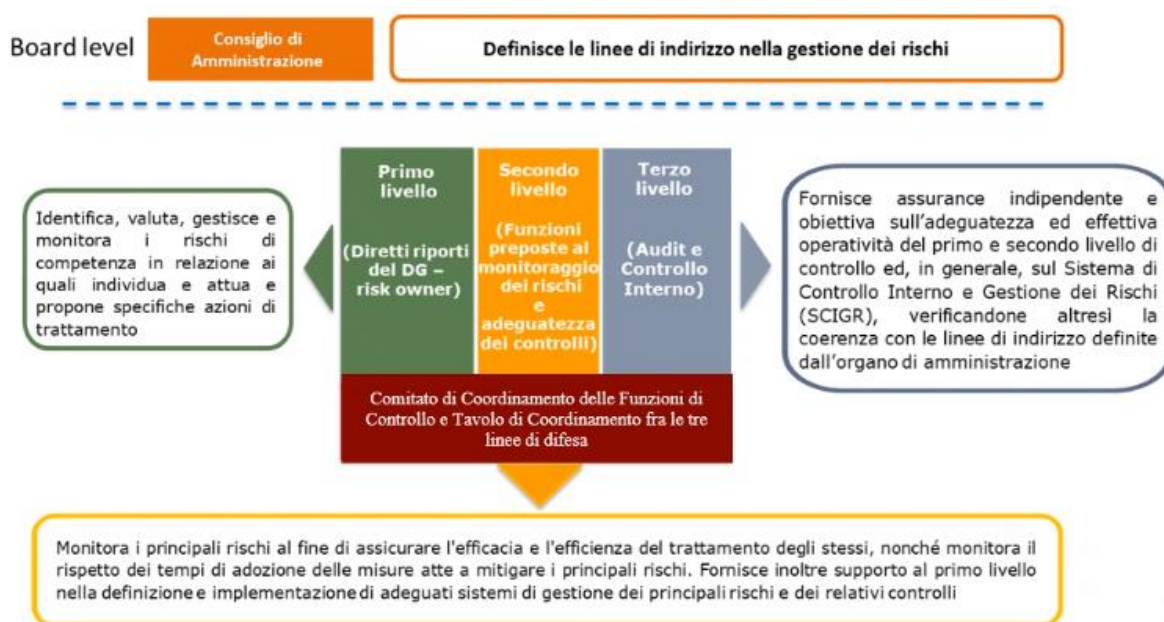 Board level
Consiglio di
Amministrazione
Definisce le linee di indirizzo nella gestione dei rischi
Identifica, valuta, gestisce e
monitora i rischi di
competenza in relazione ai
quali individua e attua e
propone specifiche azioni di
trattamento
Primo
livello
(Diretti riporti
del DG –
risk owner)
Secondo
livello
(Funzioni
preposte al
monitoraggio
dei rischi
e
adeguatezza
dei controlli)
Terzo
livello
(Audit e
Controllo
Interno)
Fornisce assurance indipendente e
obiettiva sull'adeguatezza ed effettiva
operatività del primo e secondo livello di
controllo ed, in generale, sul Sistema di
Controllo Interno e Gestione dei Rischi
(SCIGR), verificandone altresì la
coerenza con le linee di indirizzo definite
dall'organo di amministrazione
Comitato di Coordinamento delle Funzioni di
Controllo e Tavolo di Coordinamento fra le tre
linee di difesa
Monitora i principali rischi al fine di assicurare l'efficacia e l'efficienza del trattamento degli stessi, nonché monitora il
rispetto dei tempi di adozione delle misure atte a mitigare i principali rischi. Fornisce inoltre supporto al primo livello
nella definizione e implementazione di adeguati sistemi di gestione dei principali rischi e dei relativi controlli